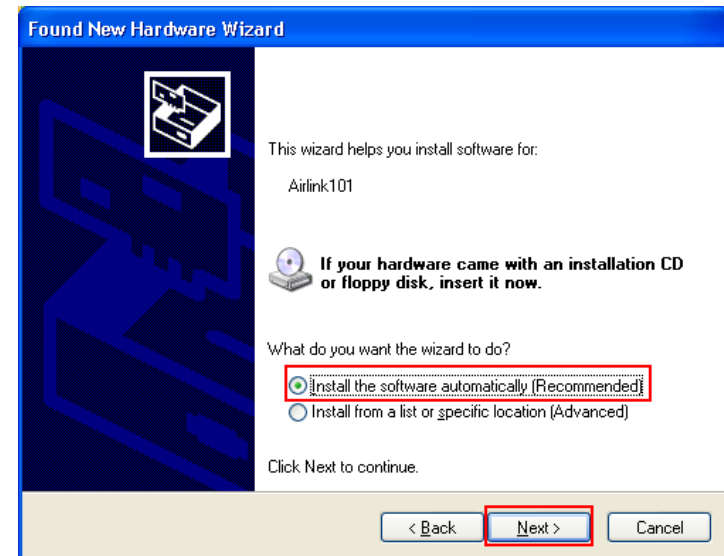 Found New Hardware Wizard
This wizard helps you install software for:
Airlink101
If your hardware came with an installation CD
or floppy disk, insert it now.
What do you want the wizard to do?
Install the software automatically (Recommended)
Install from a list or specific location (Advanced)
Click Next to continue.
< Back Next > Cancel